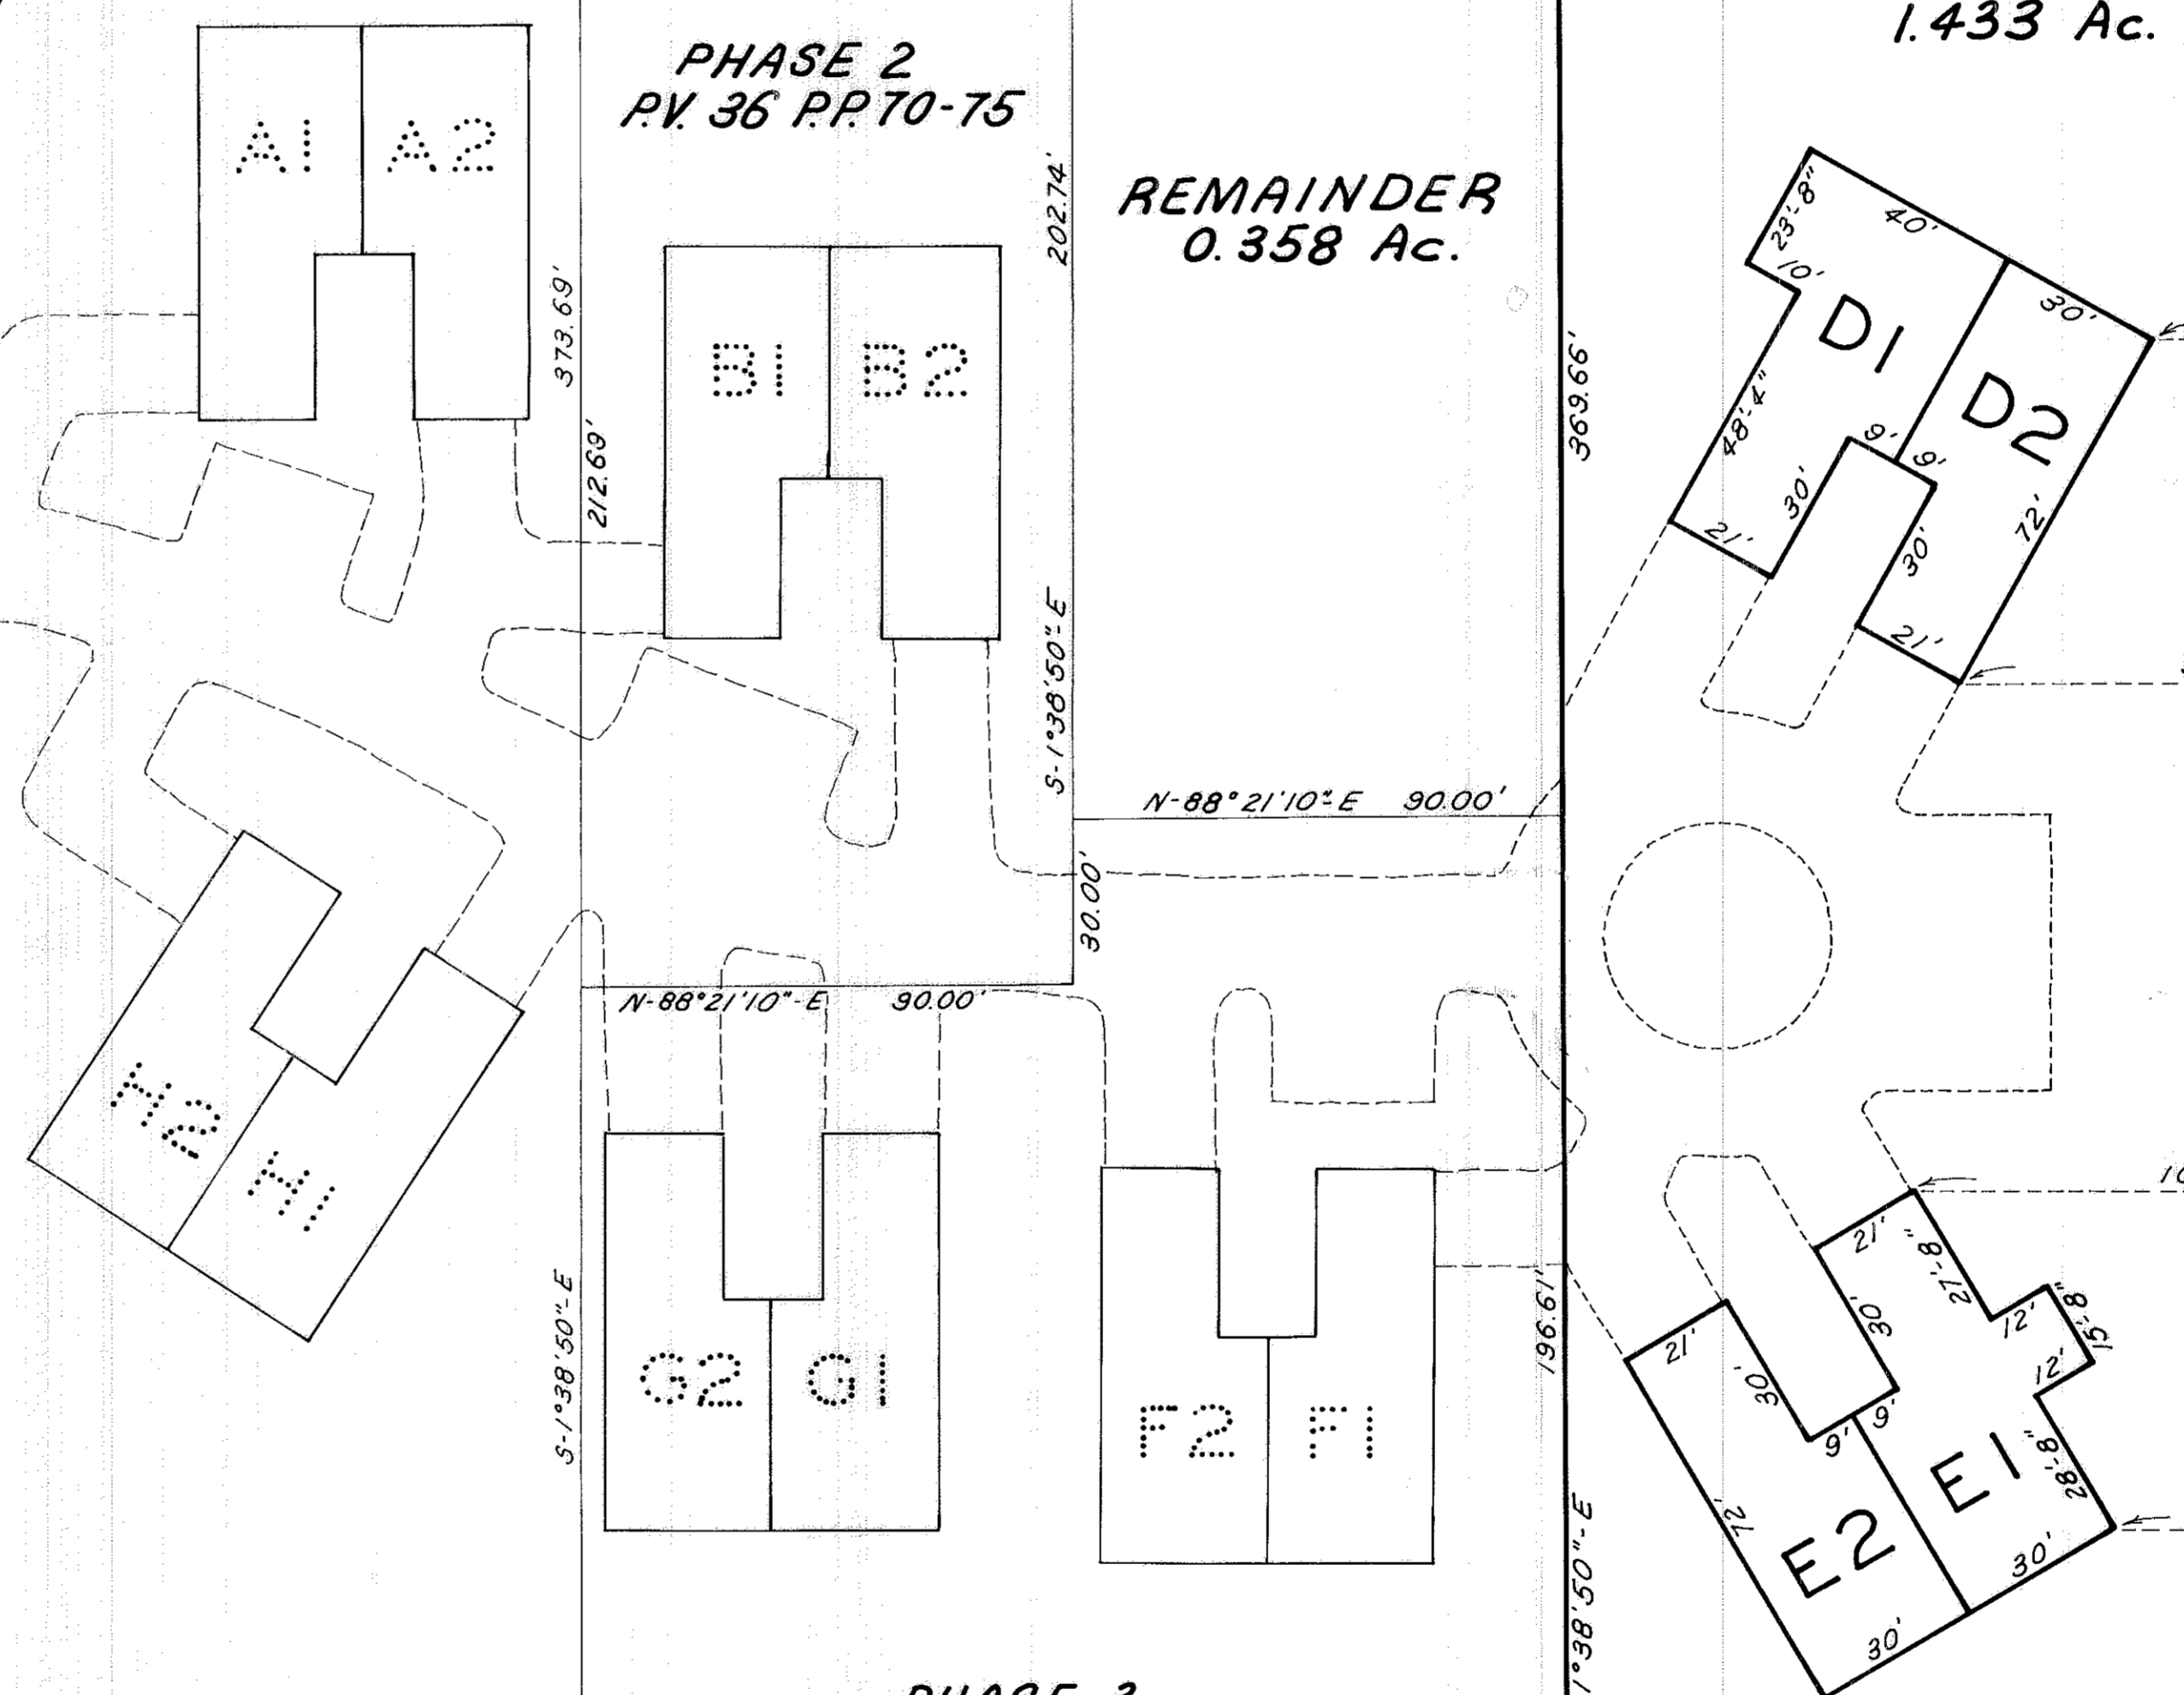 1.433 Ac.
PHASE 2
P.V. 36 P.P. 70-75
A1
A2
REMAINDER
0.358 Ac.
202.74'
373.69'
212.69'
B1
B2
S-1°38'50"-E
369.66'
23'-8"
40'
10'
30'
D1
D2
48'-4"
9'
9'
30'
30'
72'
21'
21'
N-88°21'10"-E 90.00'
30.00'
N-88°21'10"-E 90.00'
H2
H1
S-1°38'50"-E
G2
G1
F2
F1
196.61'
1°38'50"-E
21'
27'-8"
12'
15'-8"
12'
30'
21'
30'
9'
9'
28'-8"
E1
E2
72'
30'
30'